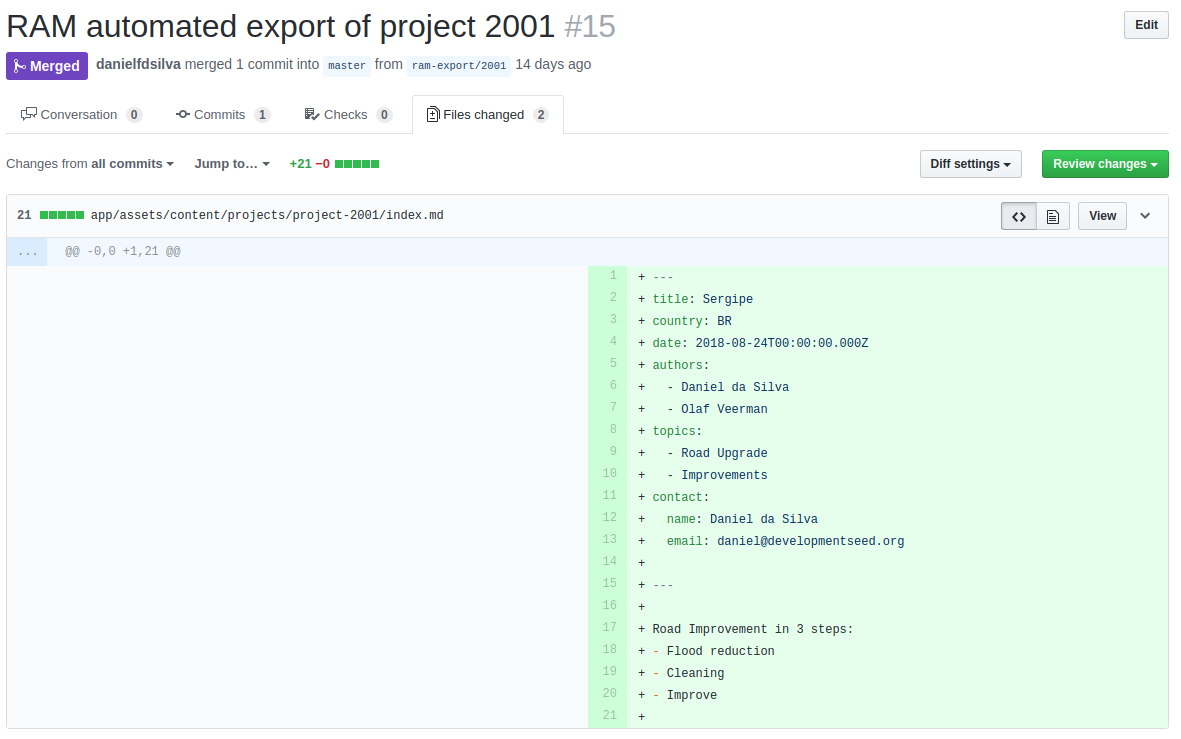 RAM automated export of project 2001 #15
Edit
Merged danielfdsilva merged 1 commit into master from ram-export/2001 14 days ago
Conversation 0 Commits 1 Checks 0 Files changed 2
Changes from all commits Jump to… +21 −0 Diff settings Review changes
21 app/assets/content/projects/project-2001/index.md View
... @@ -0,0 +1,21 @@
1 + ---
2 + title: Sergipe
3 + country: BR
4 + date: 2018-08-24T00:00:00.000Z
5 + authors:
6 +   - Daniel da Silva
7 +   - Olaf Veerman
8 + topics:
9 +   - Road Upgrade
10 +   - Improvements
11 + contact:
12 +   name: Daniel da Silva
13 +   email: daniel@developmentseed.org
14 +
15 + ---
16 +
17 + Road Improvement in 3 steps:
18 + - Flood reduction
19 + - Cleaning
20 + - Improve
21 +